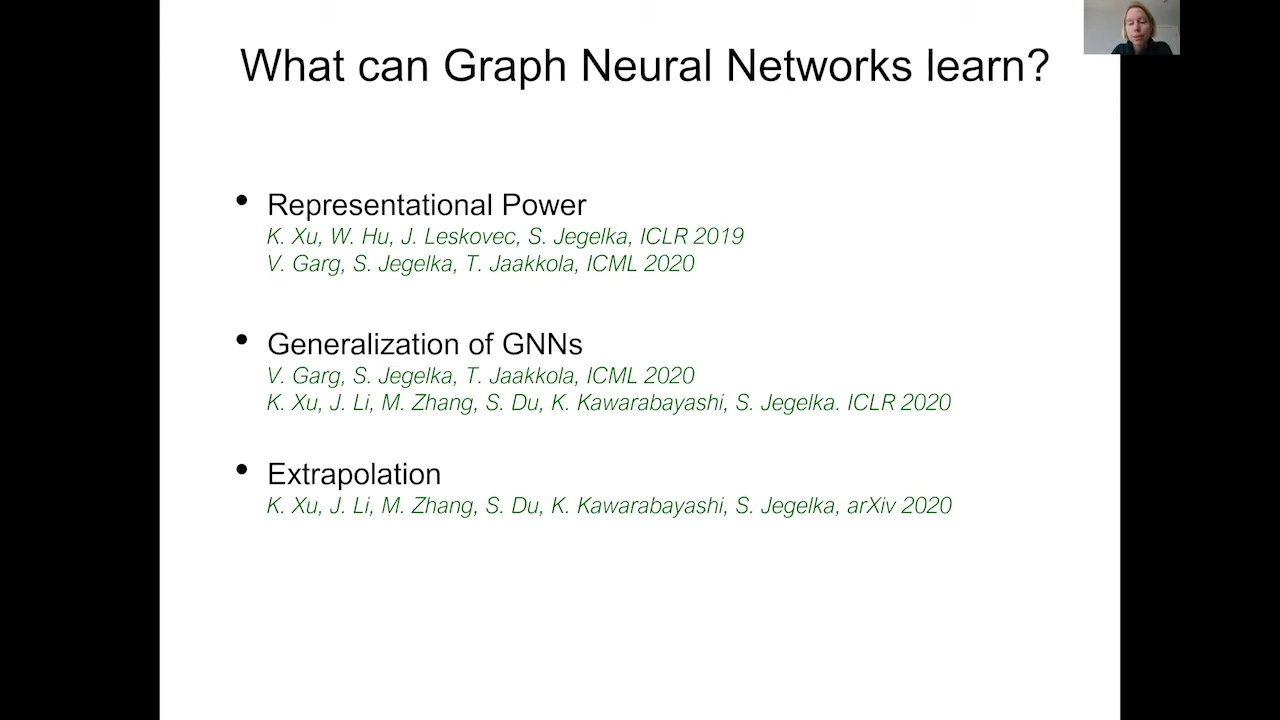 What can Graph Neural Networks learn?
• Representational Power
K. Xu, W. Hu, J. Leskovec, S. Jegelka, ICLR 2019
V. Garg, S. Jegelka, T. Jaakkola, ICML 2020
• Generalization of GNNs
V. Garg, S. Jegelka, T. Jaakkola, ICML 2020
K. Xu, J. Li, M. Zhang, S. Du, K. Kawarabayashi, S. Jegelka. ICLR 2020
• Extrapolation
K. Xu, J. Li, M. Zhang, S. Du, K. Kawarabayashi, S. Jegelka, arXiv 2020